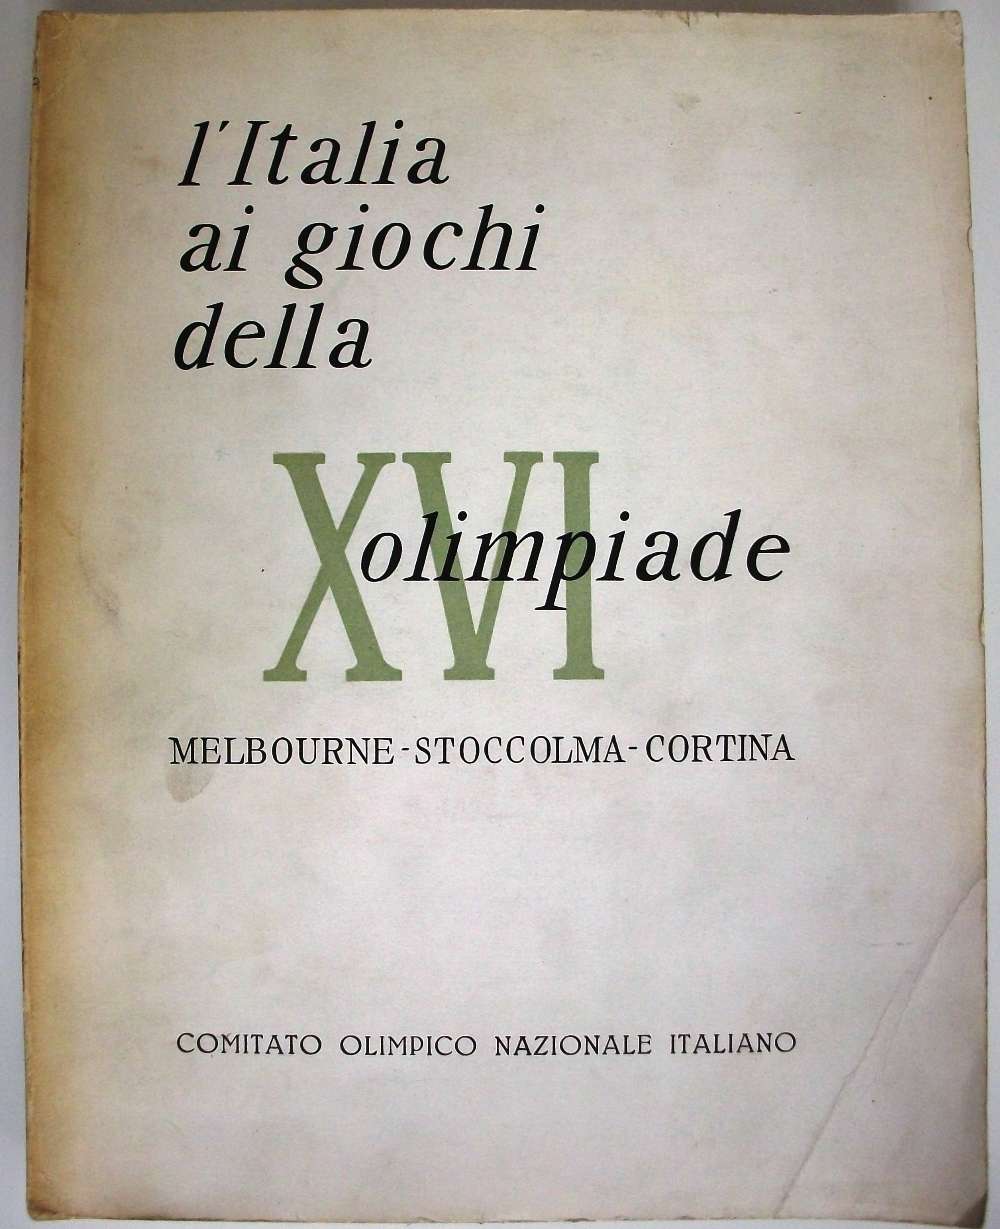 l'Italia
ai giochi
della
XVI
olimpiade
MELBOURNE-STOCCOLMA-CORTINA
COMITATO OLIMPICO NAZIONALE ITALIANO